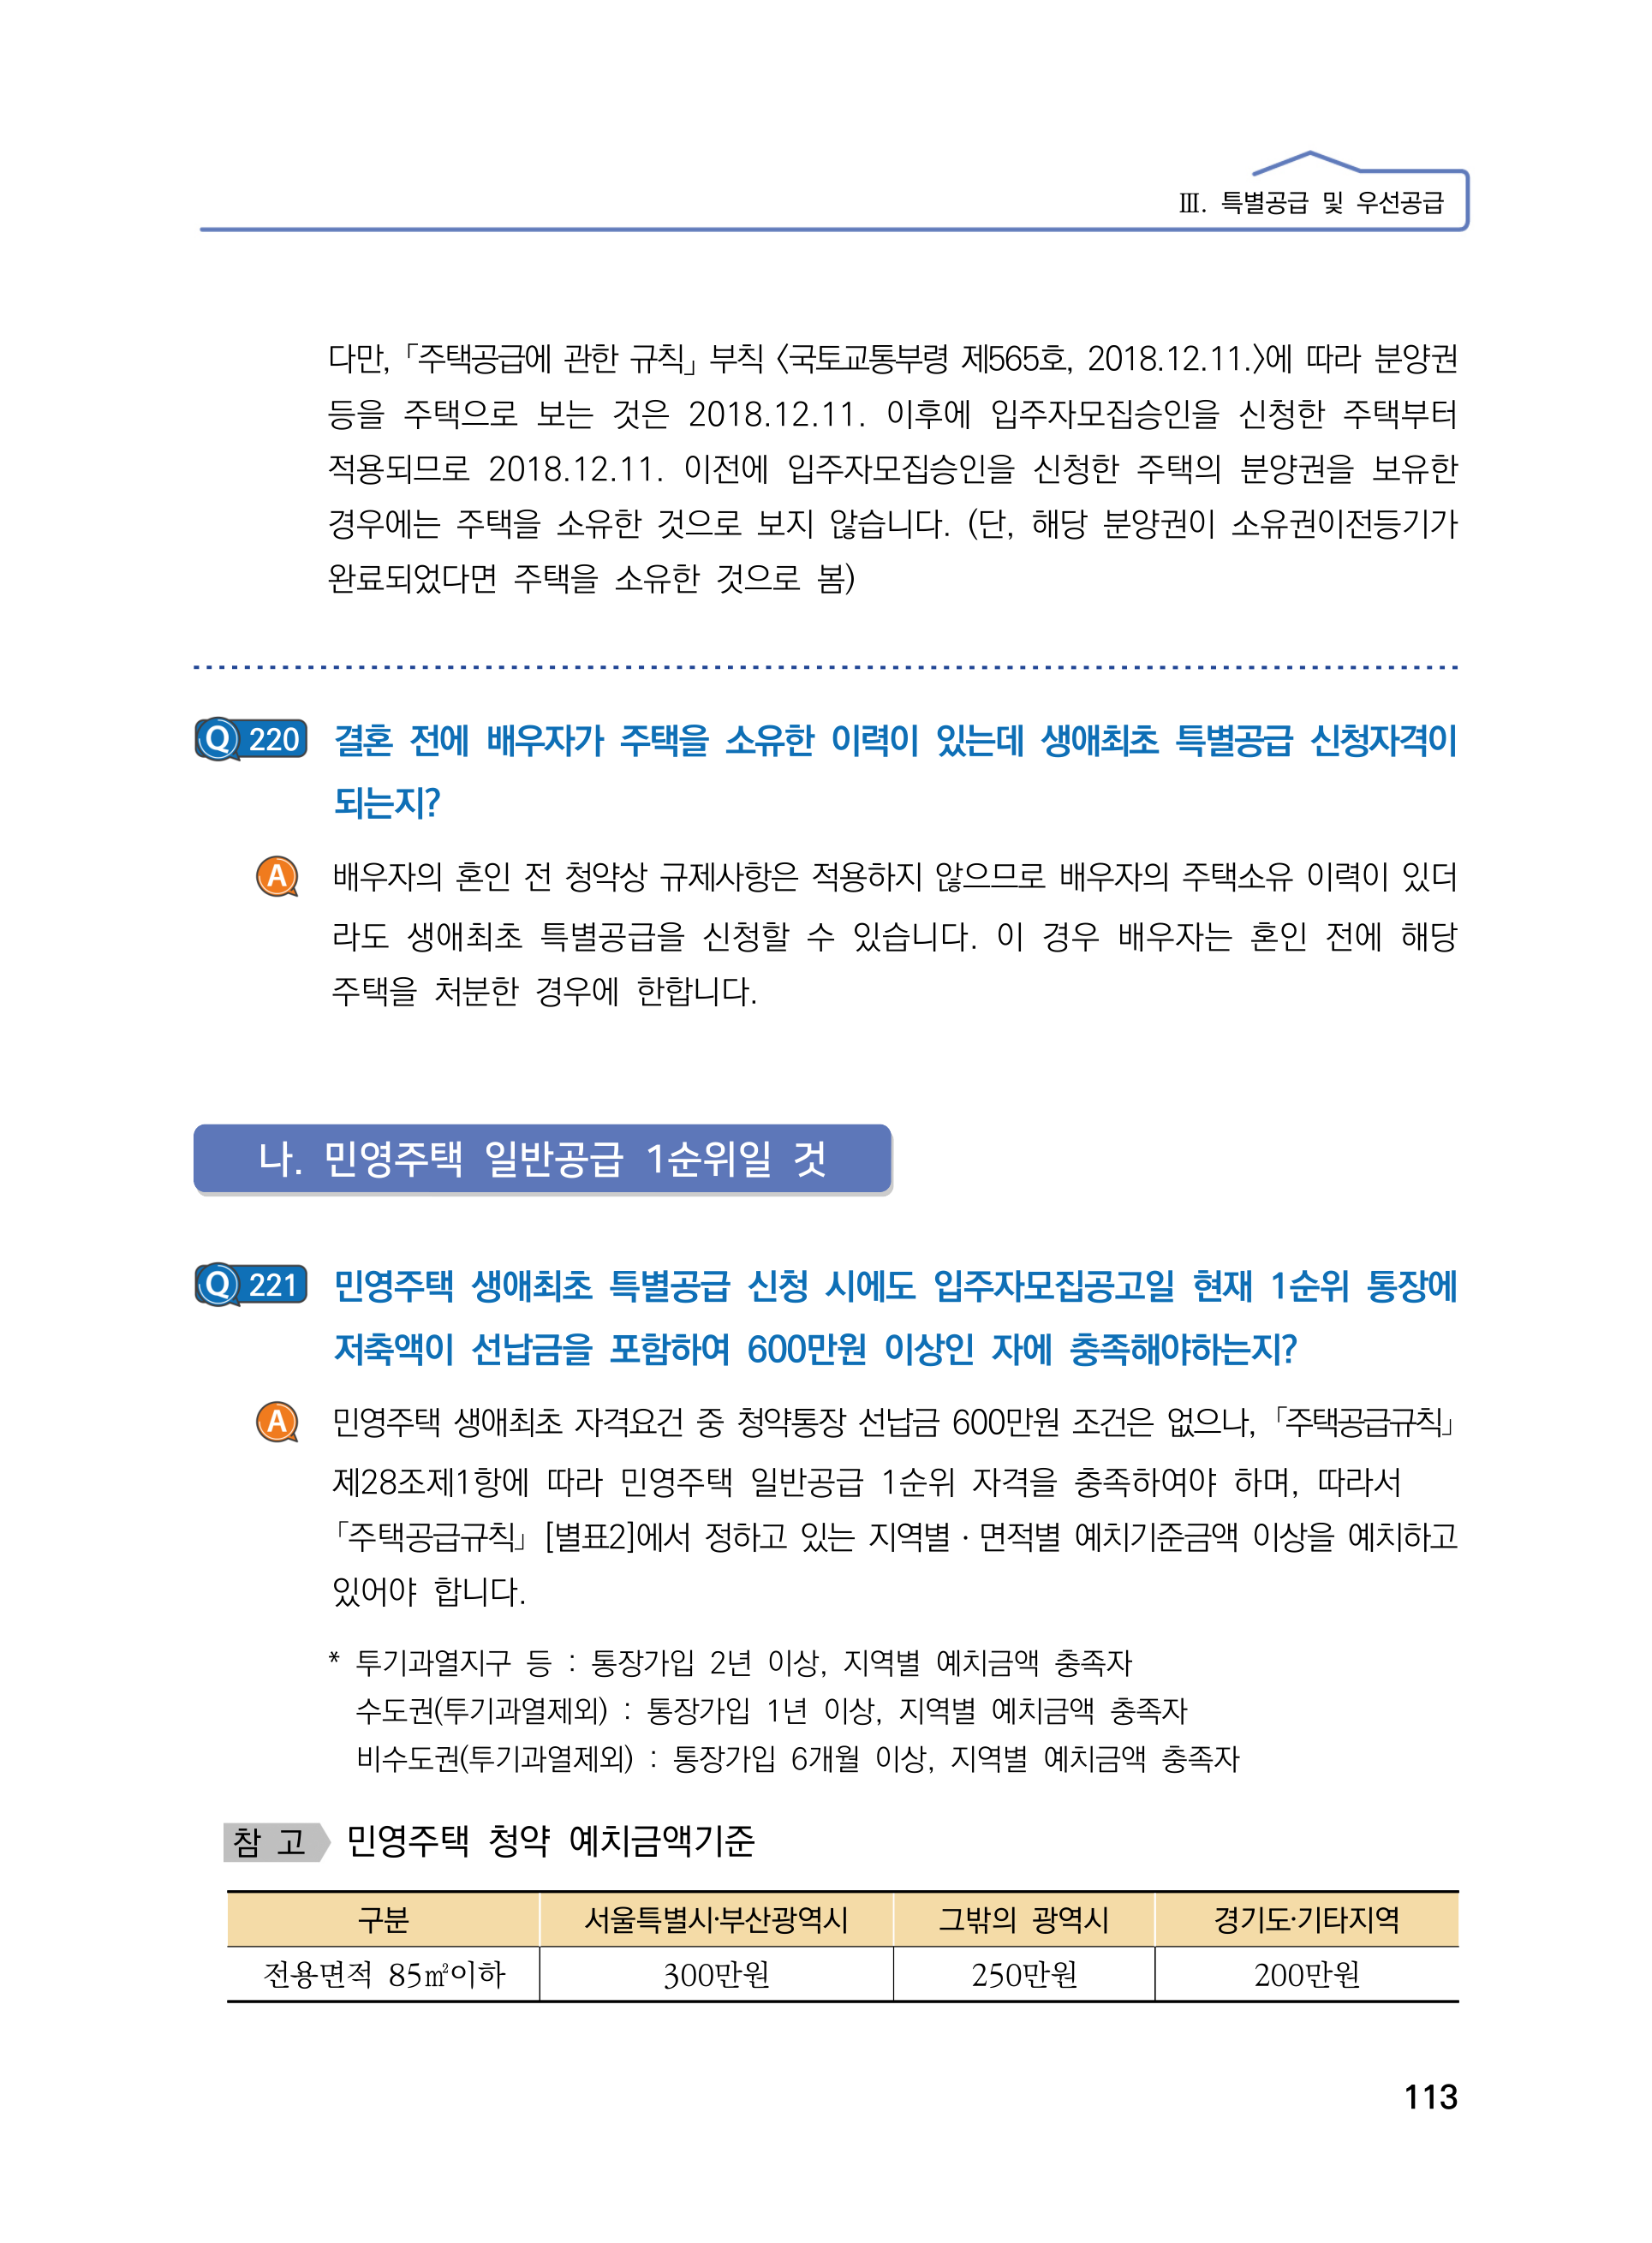 Ⅲ. 특별공급 및 우선공급
다만, 「주택공급에 관한 규칙」 부칙 〈국토교통부령 제565호, 2018.12.11.〉에 따라 분양권
등을 주택으로 보는 것은 2018.12.11. 이후에 입주자모집승인을 신청한 주택부터
적용되므로 2018.12.11. 이전에 입주자모집승인을 신청한 주택의 분양권을 보유한
경우에는 주택을 소유한 것으로 보지 않습니다. (단, 해당 분양권이 소유권이전등기가
완료되었다면 주택을 소유한 것으로 봄)
Q 220 결혼 전에 배우자가 주택을 소유한 이력이 있는데 생애최초 특별공급 신청자격이
되는지?
A 배우자의 혼인 전 청약상 규제사항은 적용하지 않으므로 배우자의 주택소유 이력이 있더
라도 생애최초 특별공급을 신청할 수 있습니다. 이 경우 배우자는 혼인 전에 해당
주택을 처분한 경우에 한합니다.
나. 민영주택 일반공급 1순위일 것
Q 221 민영주택 생애최초 특별공급 신청 시에도 입주자모집공고일 현재 1순위 통장에
저축액이 선납금을 포함하여 600만원 이상인 자에 충족해야하는지?
A 민영주택 생애최초 자격요건 중 청약통장 선납금 600만원 조건은 없으나, 「주택공급규칙」
제28조제1항에 따라 민영주택 일반공급 1순위 자격을 충족하여야 하며, 따라서
「주택공급규칙」 [별표2]에서 정하고 있는 지역별 · 면적별 예치기준금액 이상을 예치하고
있어야 합니다.
* 투기과열지구 등 : 통장가입 2년 이상, 지역별 예치금액 충족자
수도권(투기과열제외) : 통장가입 1년 이상, 지역별 예치금액 충족자
비수도권(투기과열제외) : 통장가입 6개월 이상, 지역별 예치금액 충족자
참 고 민영주택 청약 예치금액기준
구분 서울특별시·부산광역시 그밖의 광역시 경기도·기타지역
전용면적 85㎡이하 300만원 250만원 200만원
113